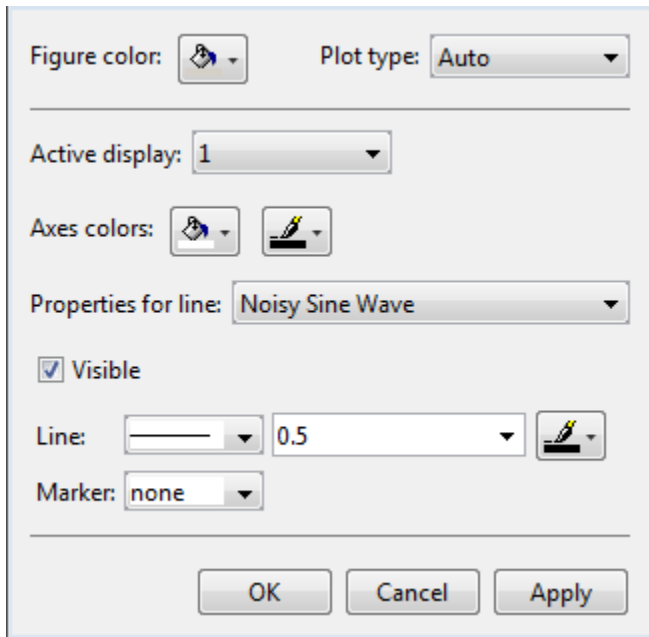 Figure color: Plot type: Auto
Active display: 1
Axes colors:
Properties for line: Noisy Sine Wave
Visible
Line: 0.5
Marker: none
OK Cancel Apply